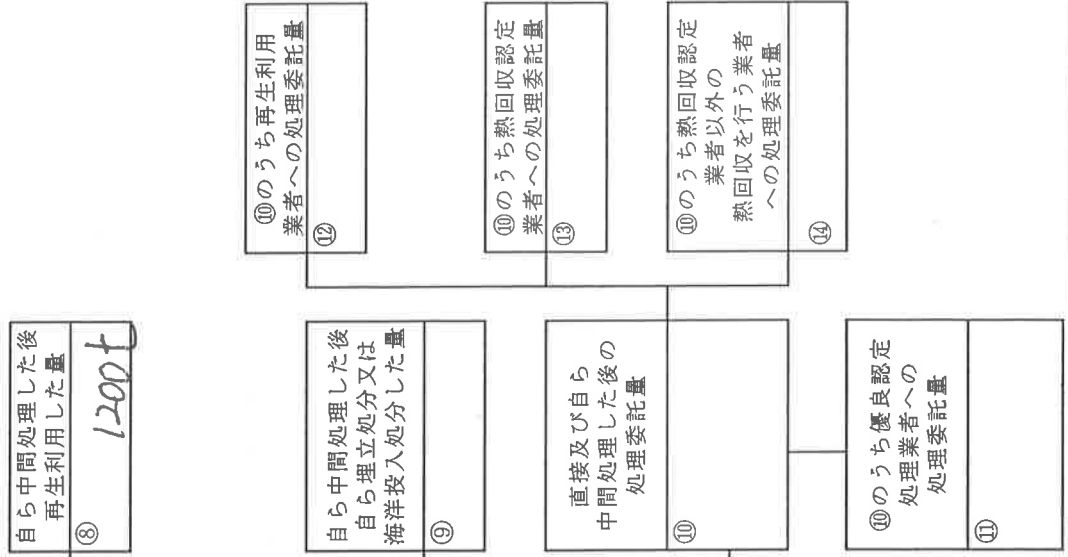 自ら中間処理した後
再生利用した量
⑧
1200t
自ら中間処理した後
自ら埋立処分又は
海洋投入処分した量
⑨
直接及び自ら
中間処理した後の
処理委託量
⑩
⑩のうち優良認定
処理業者への
処理委託量
⑪
⑩のうち再生利用
業者への処理委託量
⑫
⑩のうち熱回収認定
業者への処理委託量
⑬
⑩のうち熱回収認定
業者以外の
熱回収を行う業者
への処理委託量
⑭